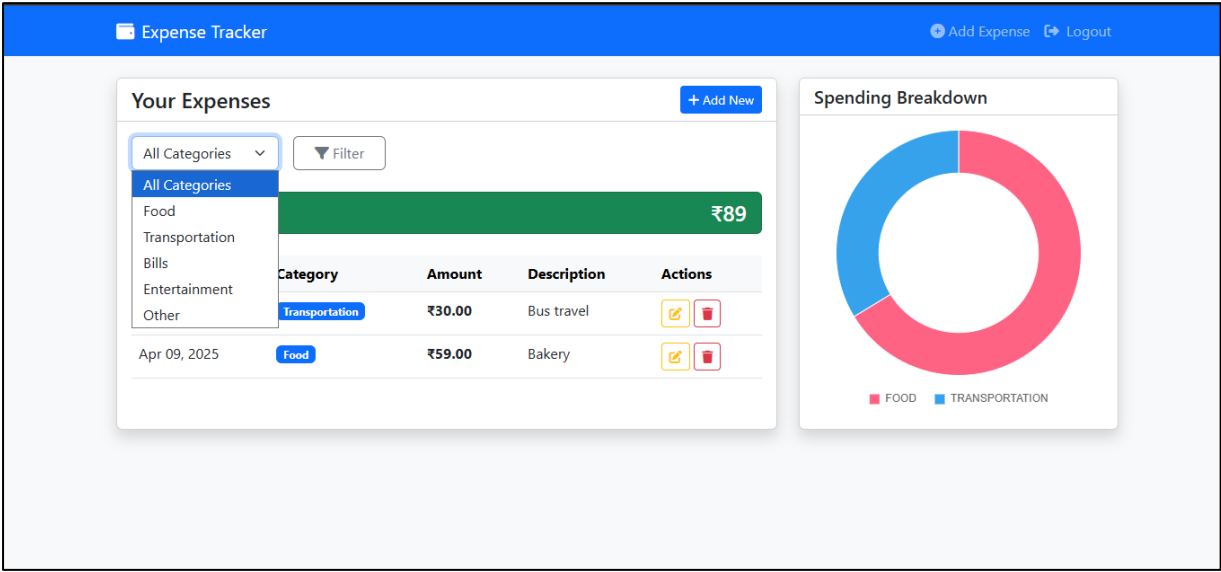 Expense Tracker
Add Expense
Logout
Your Expenses
+ Add New
All Categories
Filter
All Categories
Food
Transportation
Bills
Entertainment
Other
₹89
Category Amount Description Actions
Transportation ₹30.00 Bus travel
Apr 09, 2025 Food ₹59.00 Bakery
Spending Breakdown
FOOD TRANSPORTATION